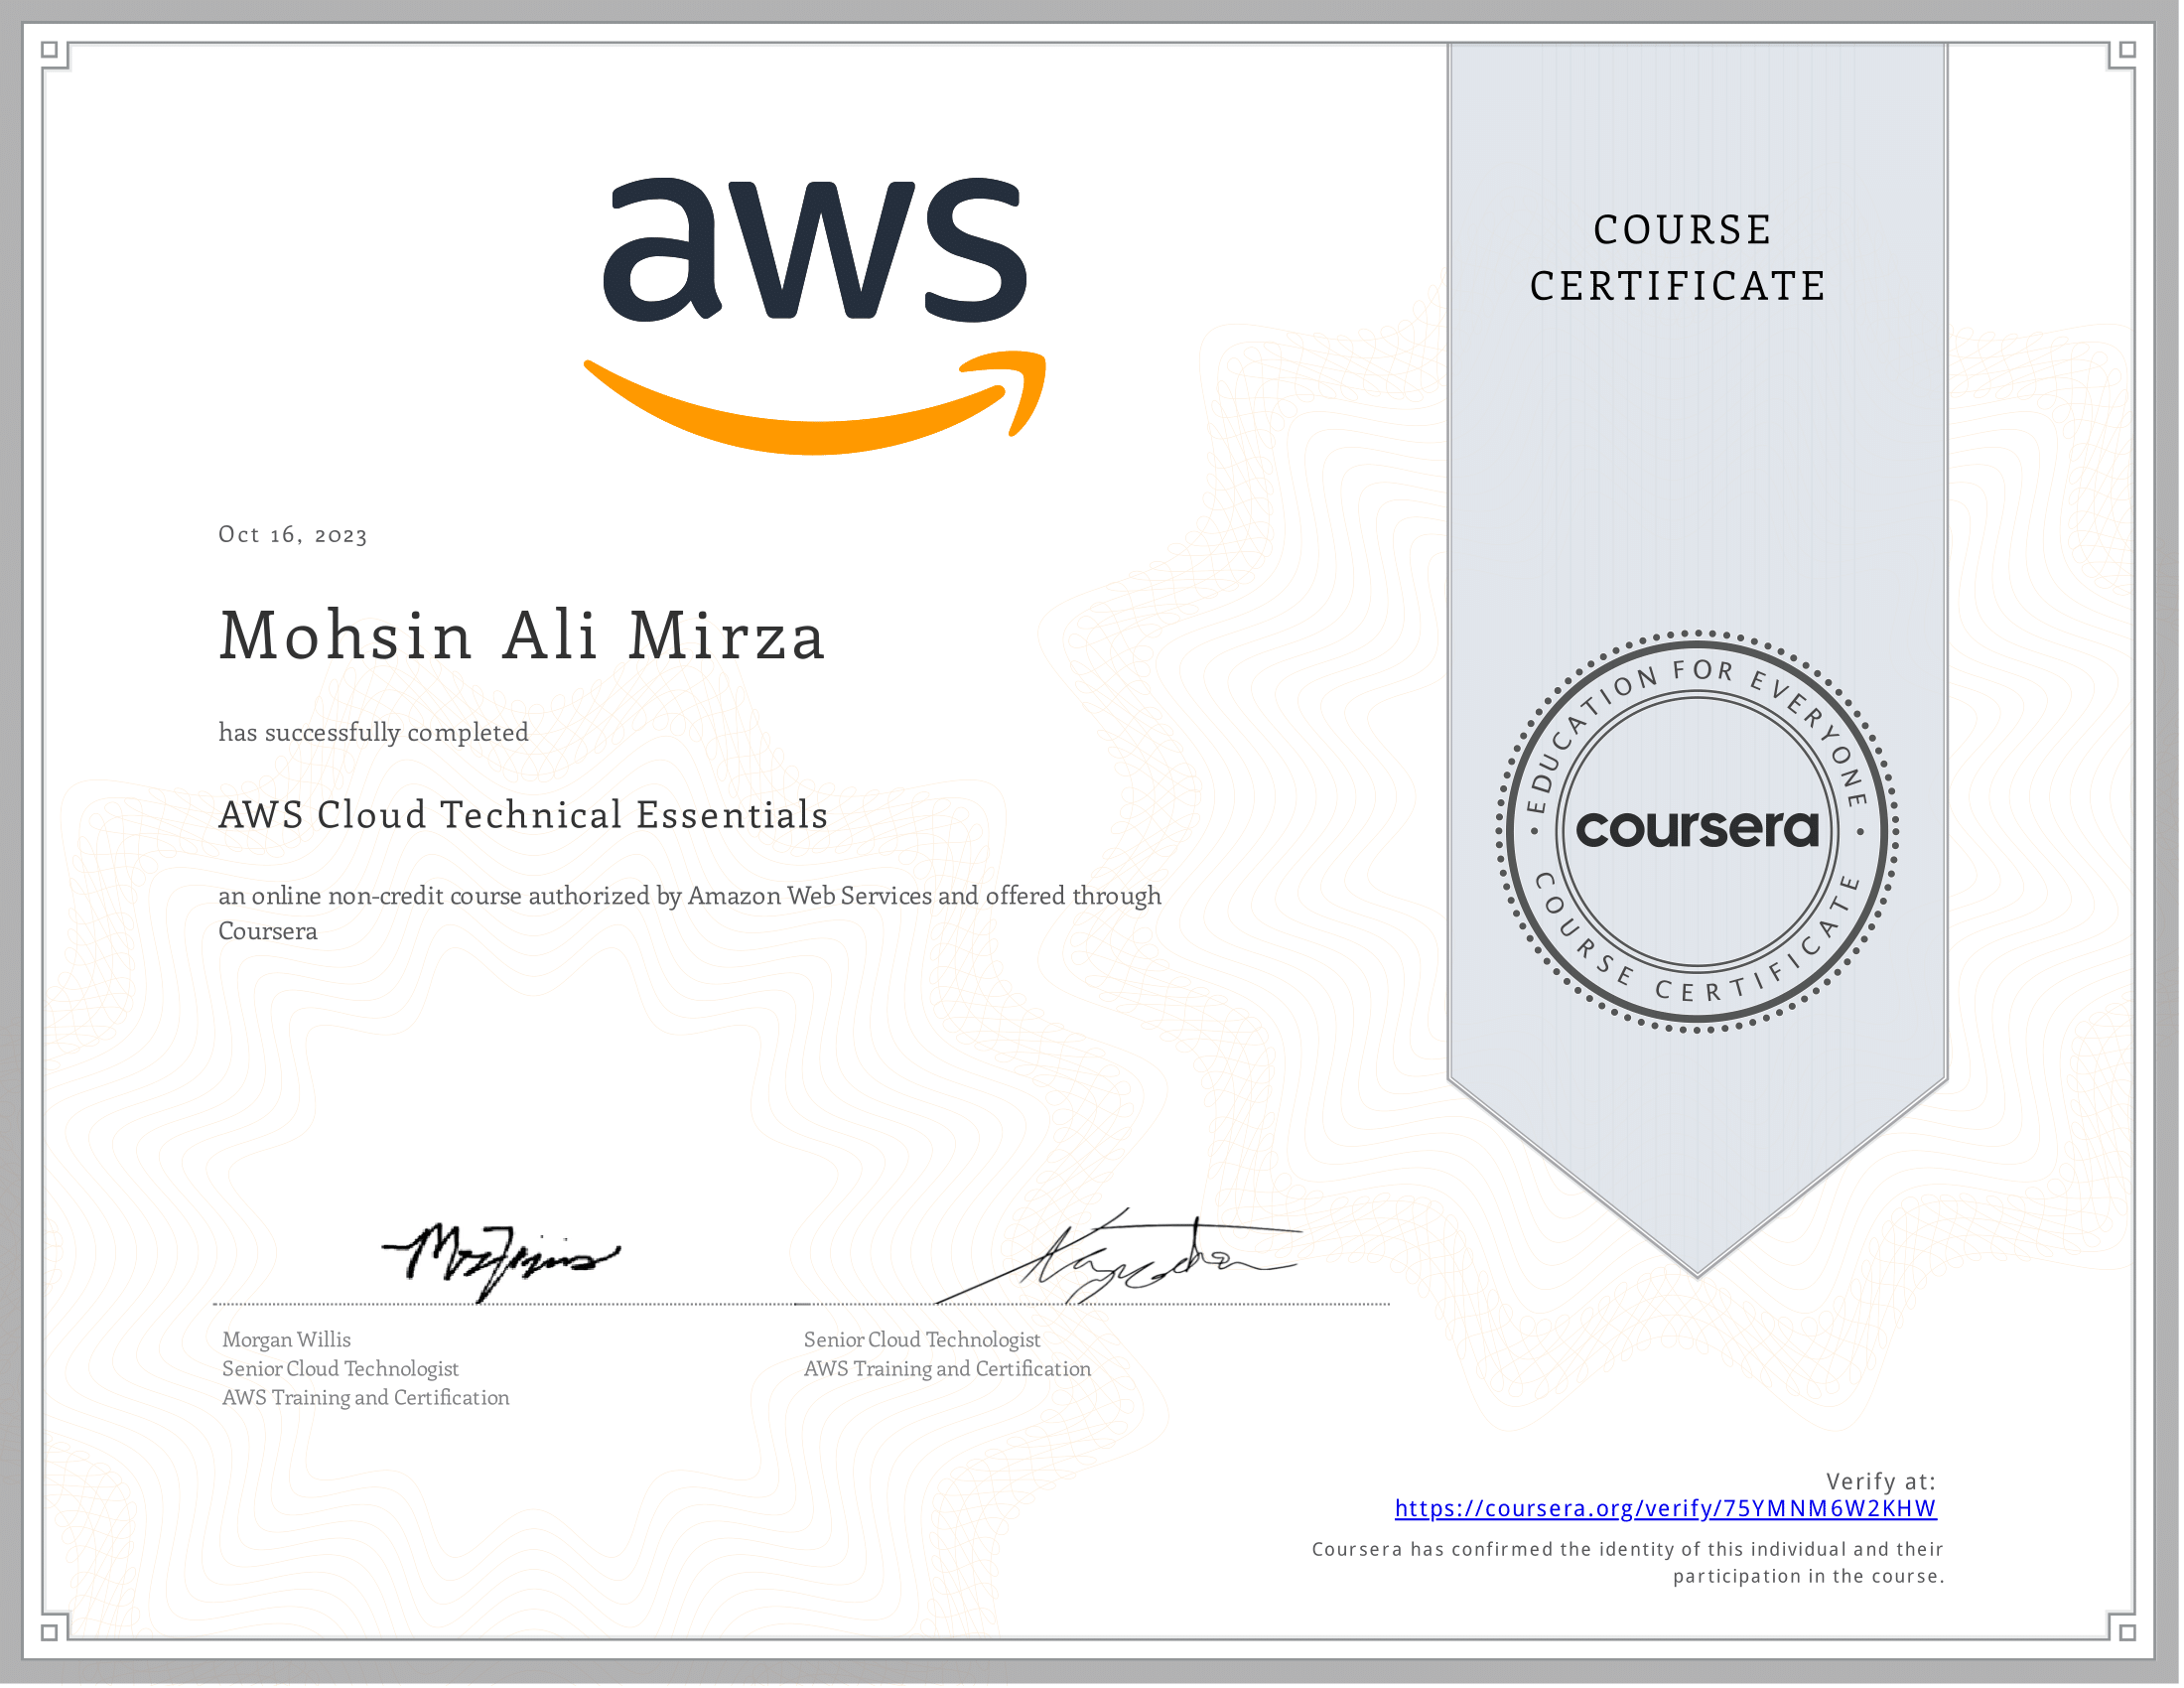 aws
COURSE
CERTIFICATE
Oct 16, 2023
Mohsin Ali Mirza
has successfully completed
AWS Cloud Technical Essentials
an online non-credit course authorized by Amazon Web Services and offered through
Coursera
EDUCATION FOR EVERYONE
coursera
COURSE CERTIFICATE
Morgan Willis
Senior Cloud Technologist
AWS Training and Certification
Senior Cloud Technologist
AWS Training and Certification
Verify at:
https://coursera.org/verify/75YMNM6W2KHW
Coursera has confirmed the identity of this individual and their
participation in the course.